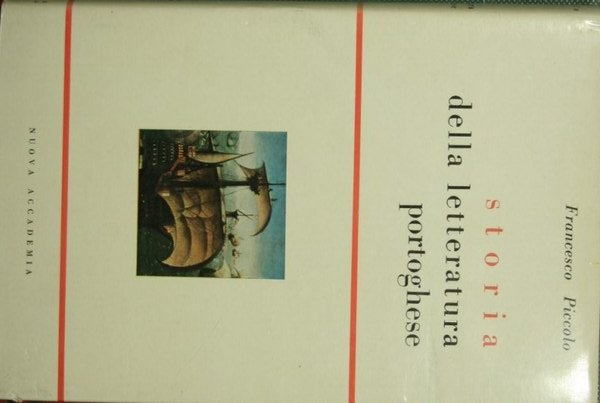 Francesco Piccolo
storia
della letteratura
portoghese
NUOVA ACCADEMIA